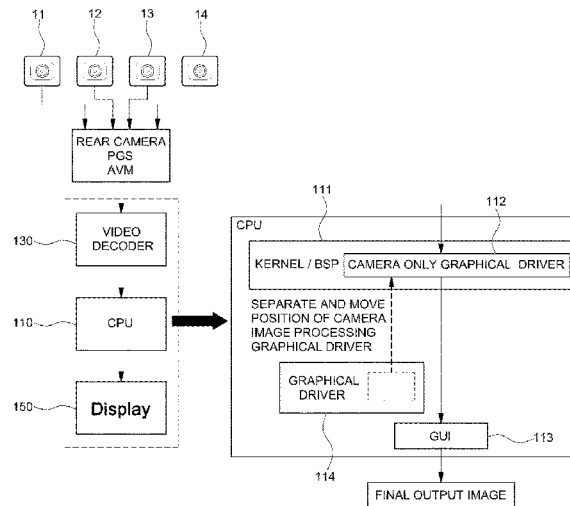 11
12
13
14
REAR CAMERA
PGS
AVM
130
VIDEO
DECODER
110
CPU
150
Display
111
112
CPU
KERNEL / BSP
CAMERA ONLY GRAPHICAL DRIVER
SEPARATE AND MOVE
POSITION OF CAMERA
IMAGE PROCESSING
GRAPHICAL DRIVER
GRAPHICAL
DRIVER
114
GUI
113
FINAL OUTPUT IMAGE